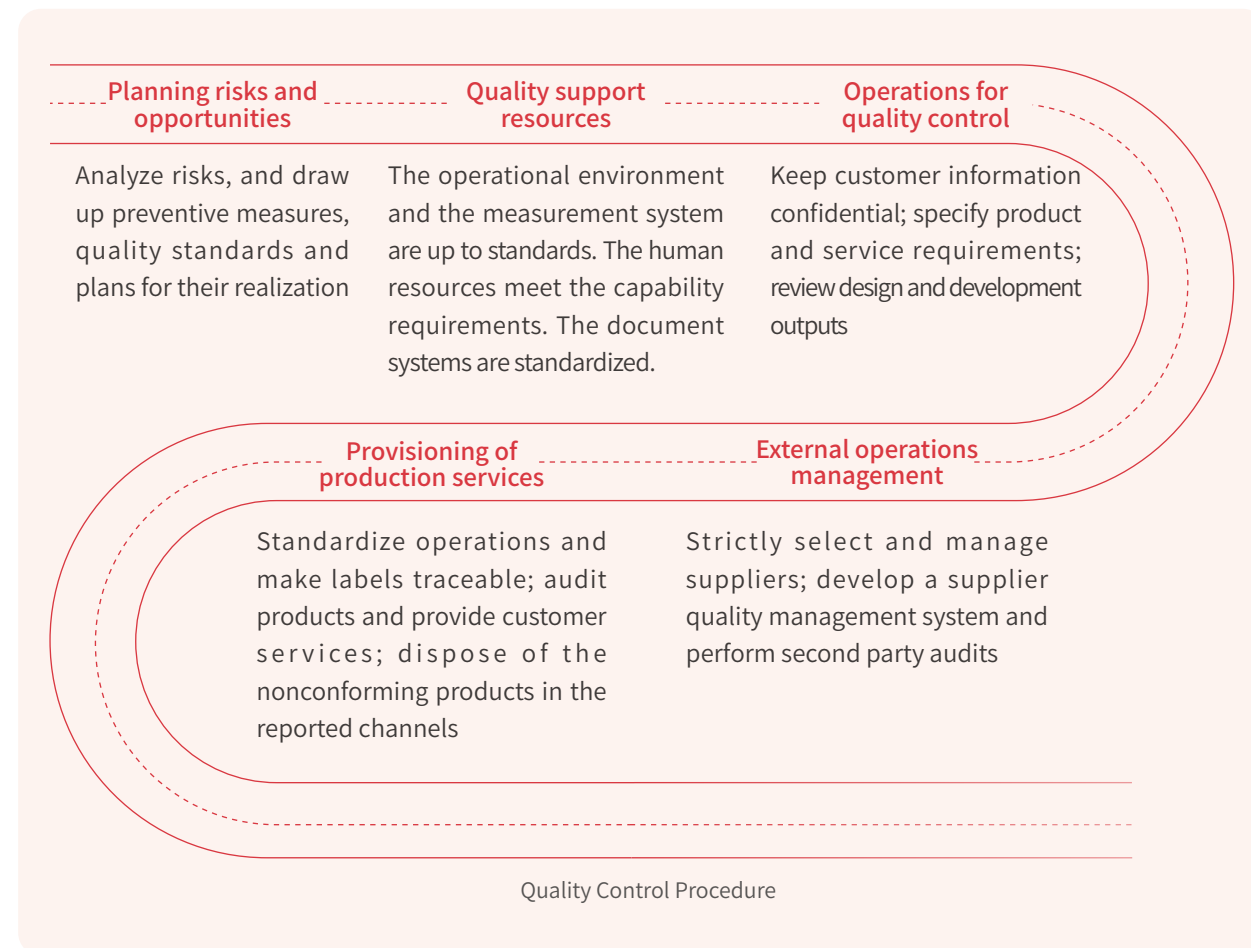 Planning risks and
opportunities
Analyze risks, and draw
up preventive measures,
quality standards and
plans for their realization
Quality support
resources
The operational environment
and the measurement system
are up to standards. The human
resources meet the capability
requirements. The document
systems are standardized.
Operations for
quality control
Keep customer information
confidential; specify product
and service requirements;
review design and development
outputs
External operations
management
Strictly select and manage
suppliers; develop a supplier
quality management system and
perform second party audits
Provisioning of
production services
Standardize operations and
make labels traceable; audit
products and provide customer
services; dispose of the
nonconforming products in the
reported channels
Quality Control Procedure